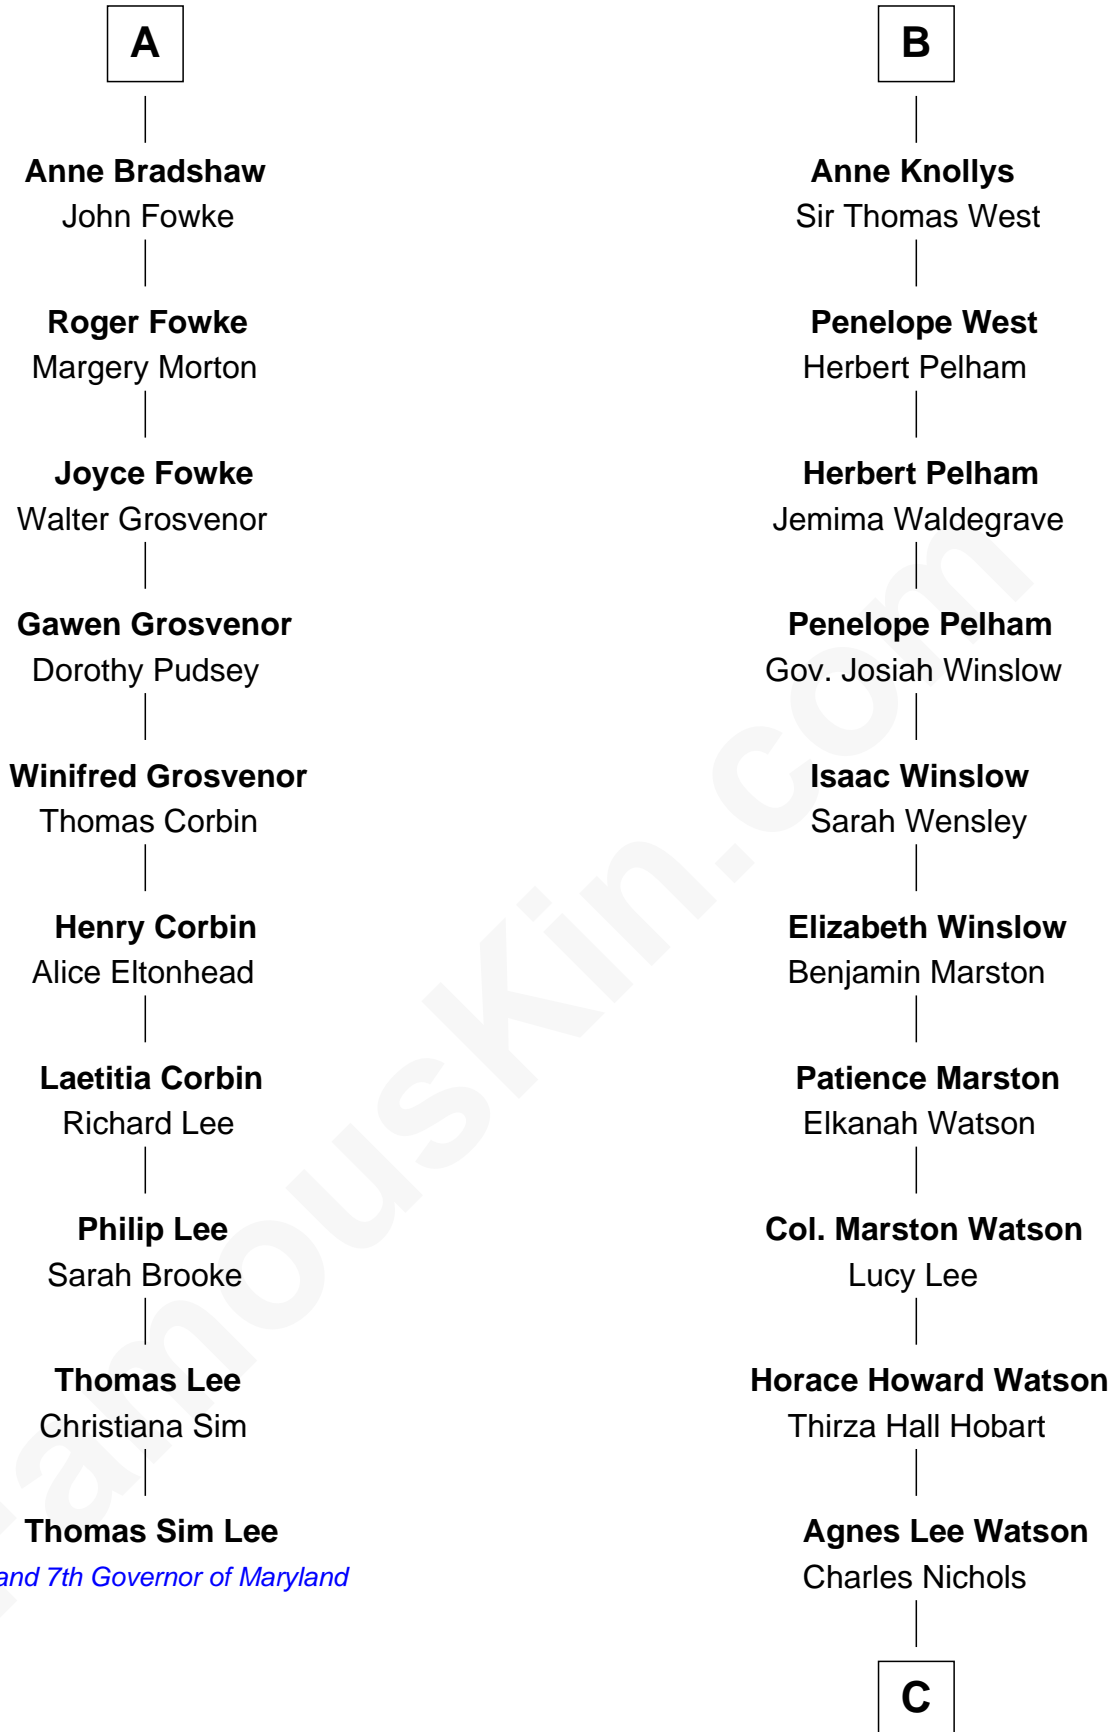 A
Anne Bradshaw
John Fowke
Roger Fowke
Margery Morton
Joyce Fowke
Walter Grosvenor
Gawen Grosvenor
Dorothy Pudsey
Winifred Grosvenor
Thomas Corbin
Henry Corbin
Alice Eltonhead
Laetitia Corbin
Richard Lee
Philip Lee
Sarah Brooke
Thomas Lee
Christiana Sim
Thomas Sim Lee
and 7th Governor of Maryland
B
Anne Knollys
Sir Thomas West
Penelope West
Herbert Pelham
Herbert Pelham
Jemima Waldegrave
Penelope Pelham
Gov. Josiah Winslow
Isaac Winslow
Sarah Wensley
Elizabeth Winslow
Benjamin Marston
Patience Marston
Elkanah Watson
Col. Marston Watson
Lucy Lee
Horace Howard Watson
Thirza Hall Hobart
Agnes Lee Watson
Charles Nichols
C
FamousKin.com